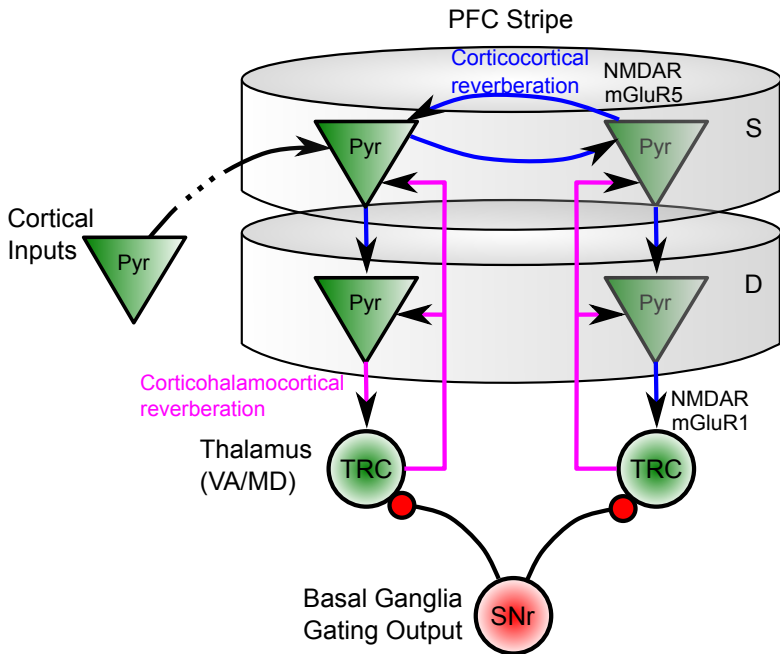 PFC Stripe
Corticocortical
reverberation
NMDAR
mGluR5
S
Pyr
Pyr
Cortical
Inputs
Pyr
D
Pyr
Pyr
Corticohalamocortical
reverberation
NMDAR
mGluR1
Thalamus
(VA/MD)
TRC
TRC
Basal Ganglia
Gating Output
SNr